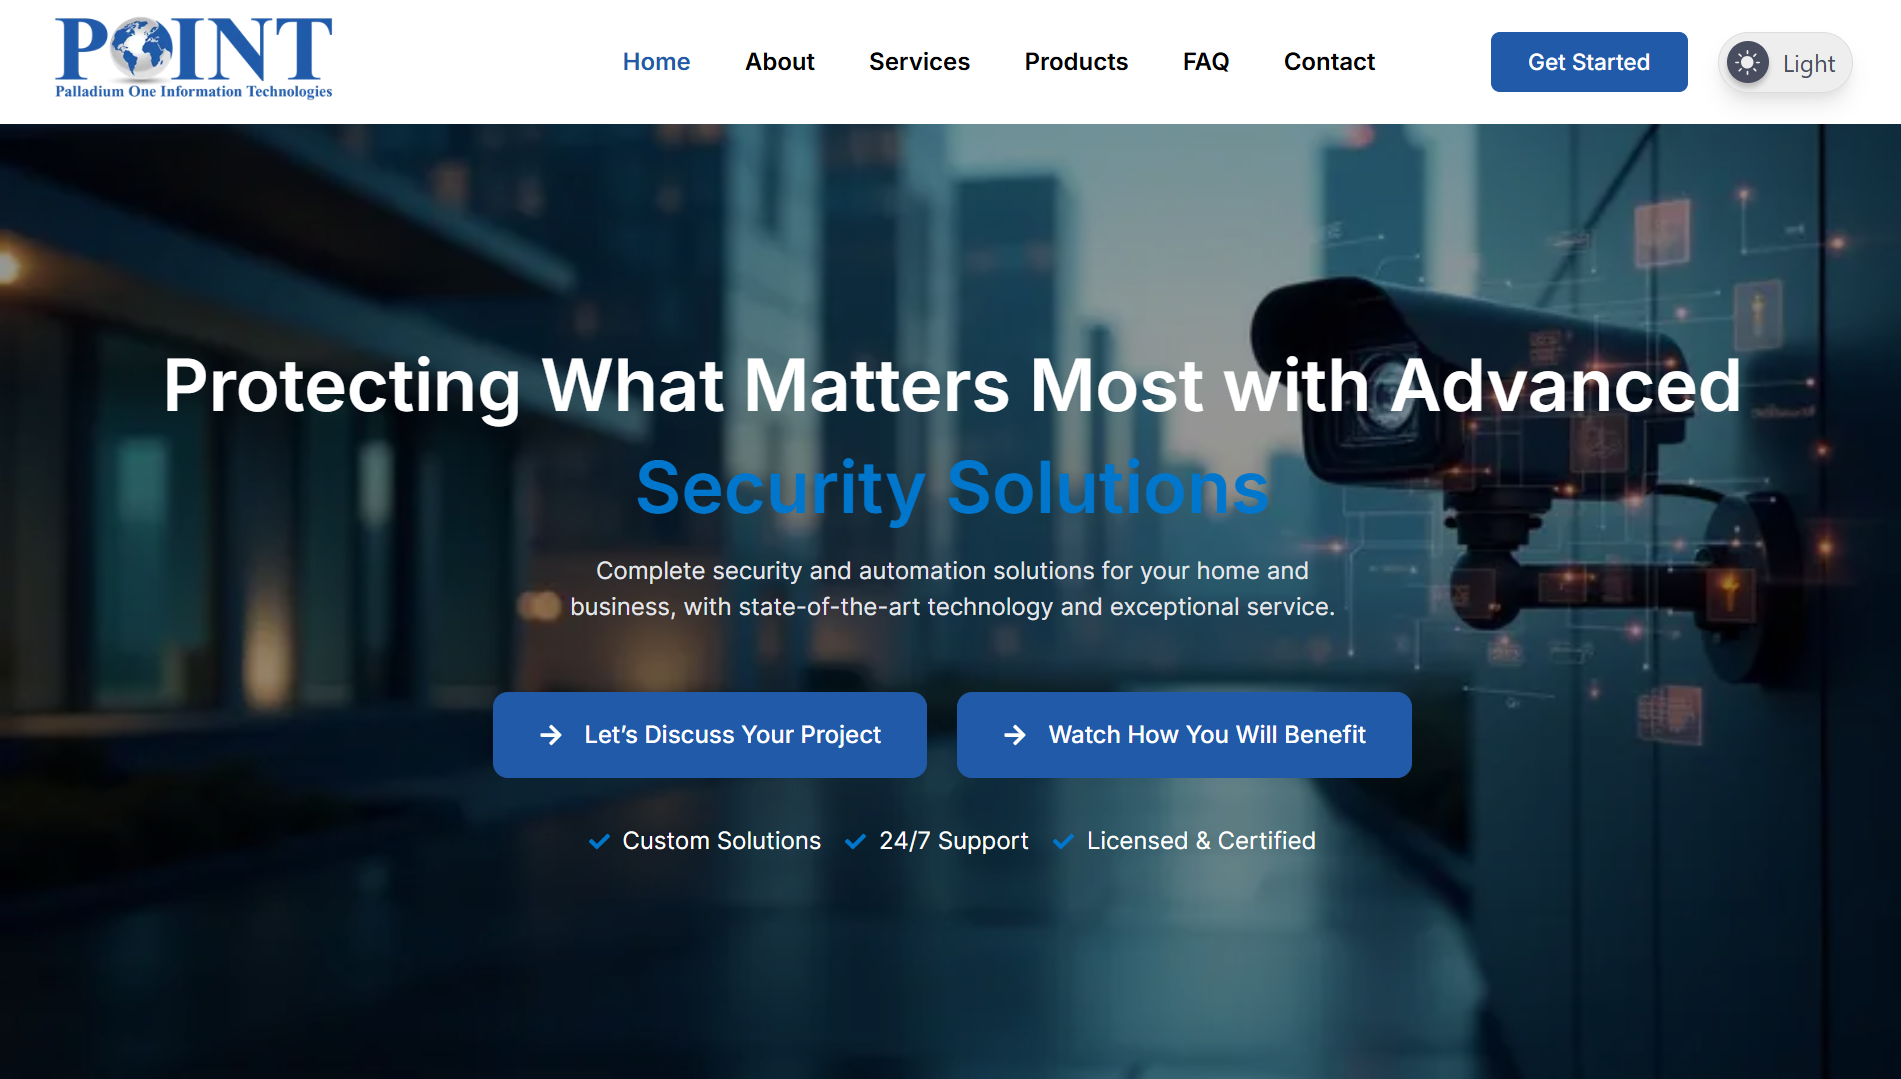 POINT
Palladium One Information Technologies
Home
About
Services
Products
FAQ
Contact
Get Started
Light
Protecting What Matters Most with Advanced
Security Solutions
Complete security and automation solutions for your home and
business, with state-of-the-art technology and exceptional service.
Let’s Discuss Your Project
Watch How You Will Benefit
Custom Solutions
24/7 Support
Licensed & Certified